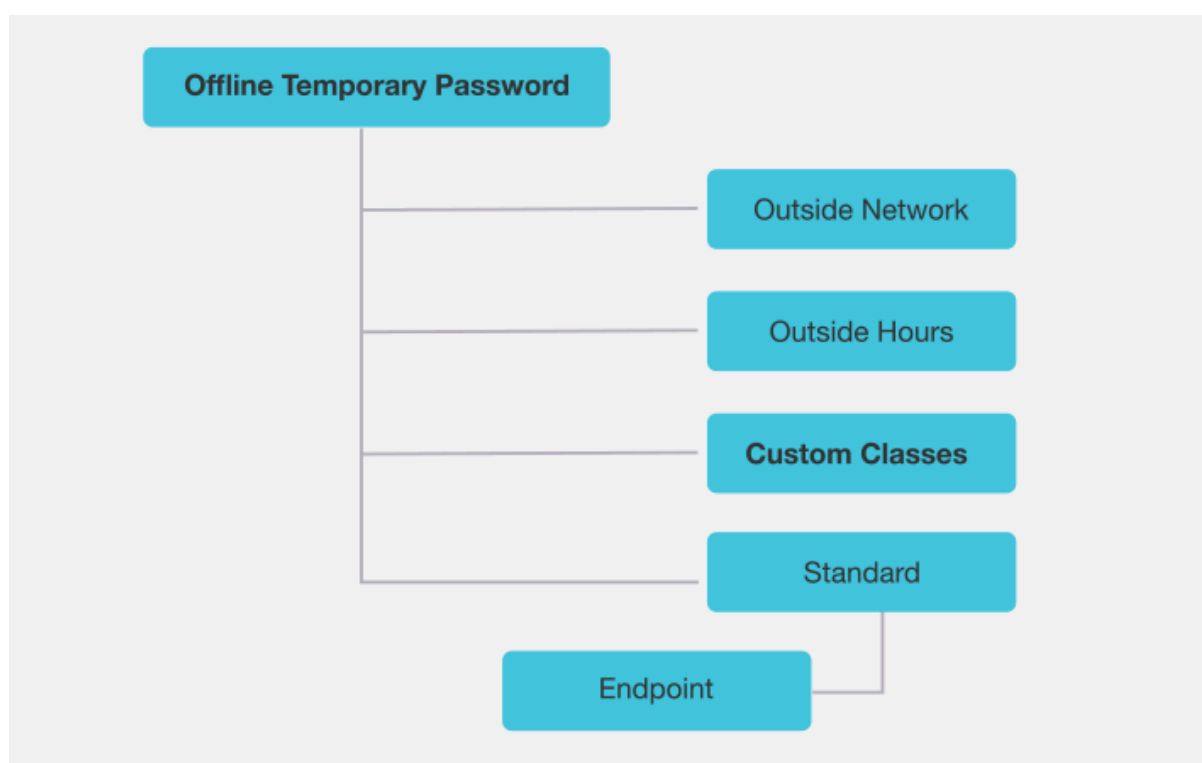 Offline Temporary Password
Outside Network
Outside Hours
Custom Classes
Standard
Endpoint